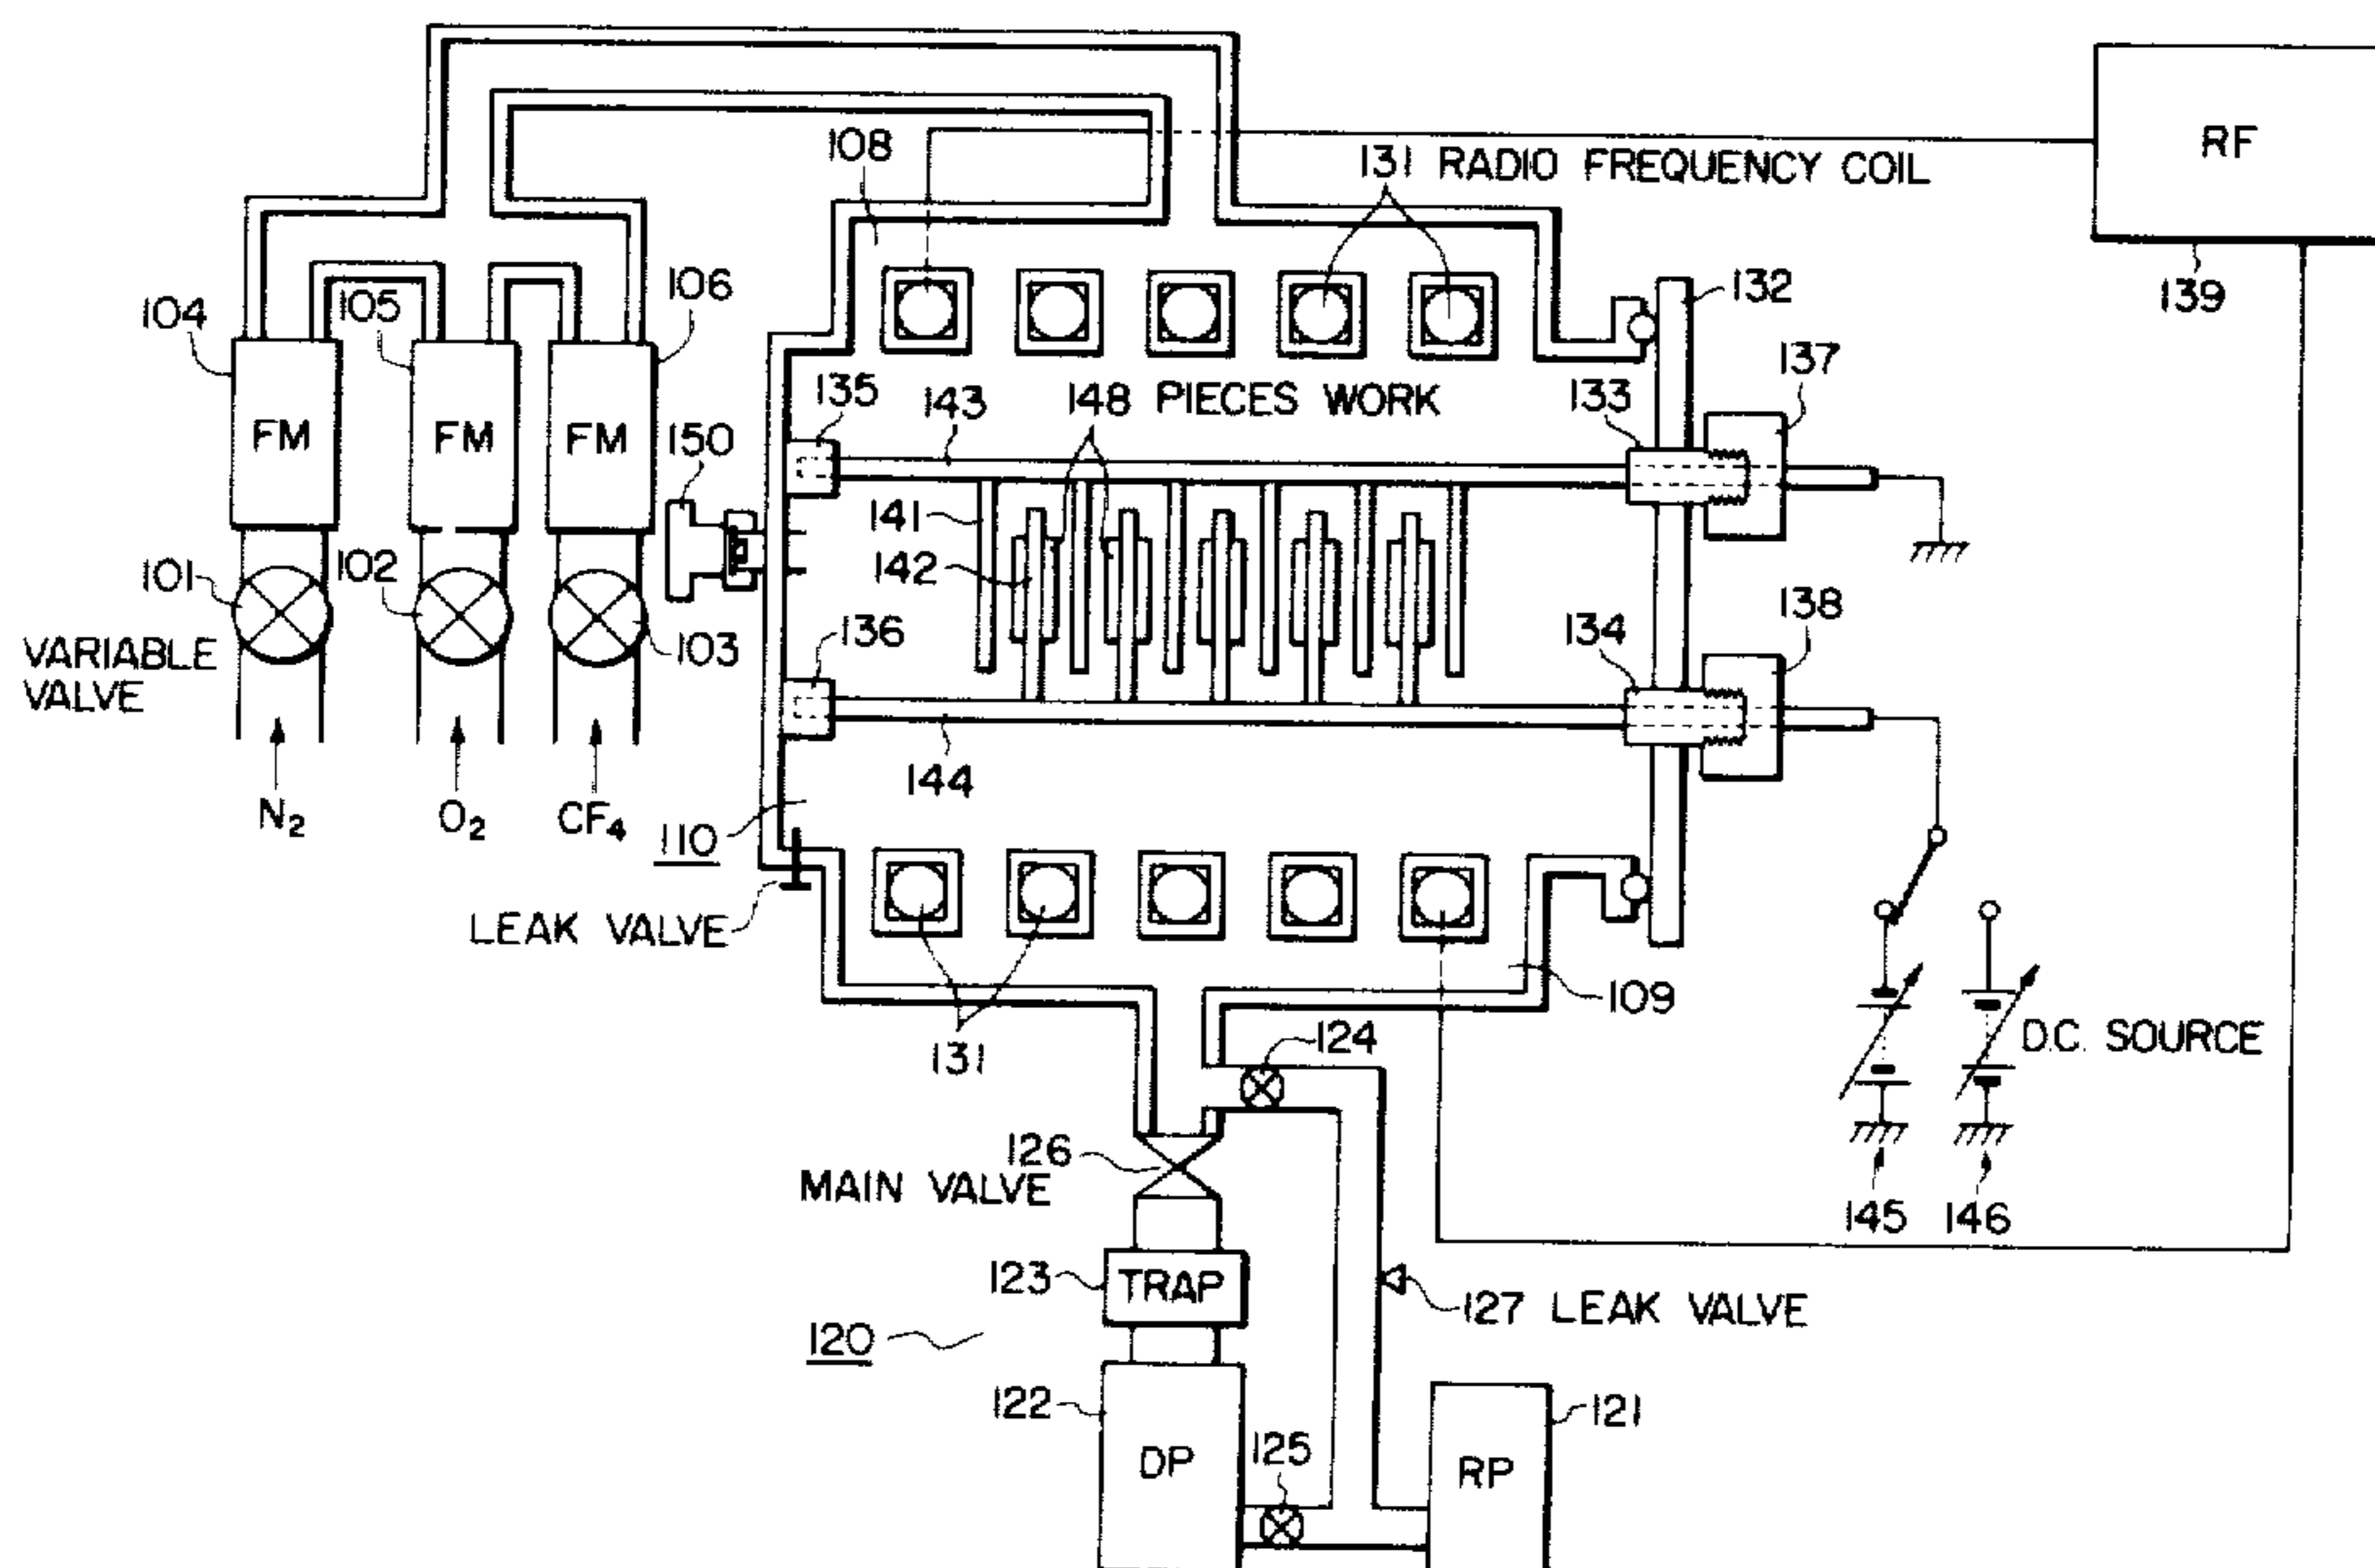 RF
108
131 RADIO FREQUENCY COIL
139
132
106
104
105
137
135
143
148 PIECES WORK
133
FM
FM
FM
150
141
142
101
102
103
136
134
138
VARIABLE
VALVE
144
N2
O2
CF4
110
LEAK VALVE
109
131
124
D.C. SOURCE
126
MAIN VALVE
145
146
123
TRAP
127 LEAK VALVE
120
122
121
125
DP
RP